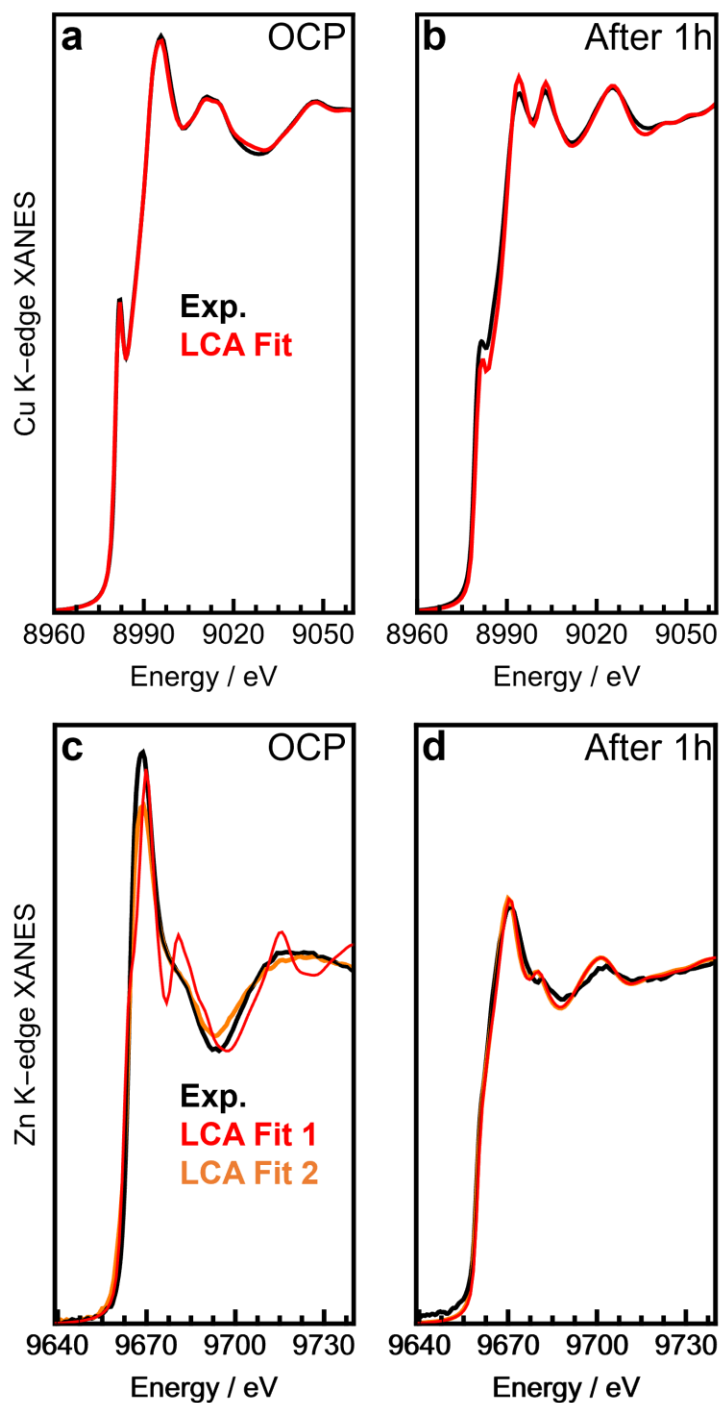 a OCP
b After 1h
Cu K–edge XANES
Exp.
LCA Fit
8960 8990 9020 9050
8960 8990 9020 9050
Energy / eV
Energy / eV
c OCP
d After 1h
Zn K–edge XANES
Exp.
LCA Fit 1
LCA Fit 2
9640 9670 9700 9730
9640 9670 9700 9730
Energy / eV
Energy / eV